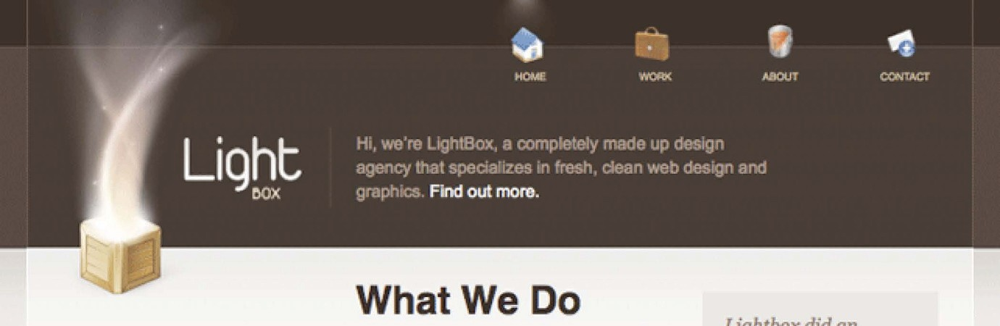 HOME
WORK
ABOUT
CONTACT
Light
BOX
Hi, we're LightBox, a completely made up design
agency that specializes in fresh, clean web design and
graphics. Find out more.
What We Do
Lightbox did an